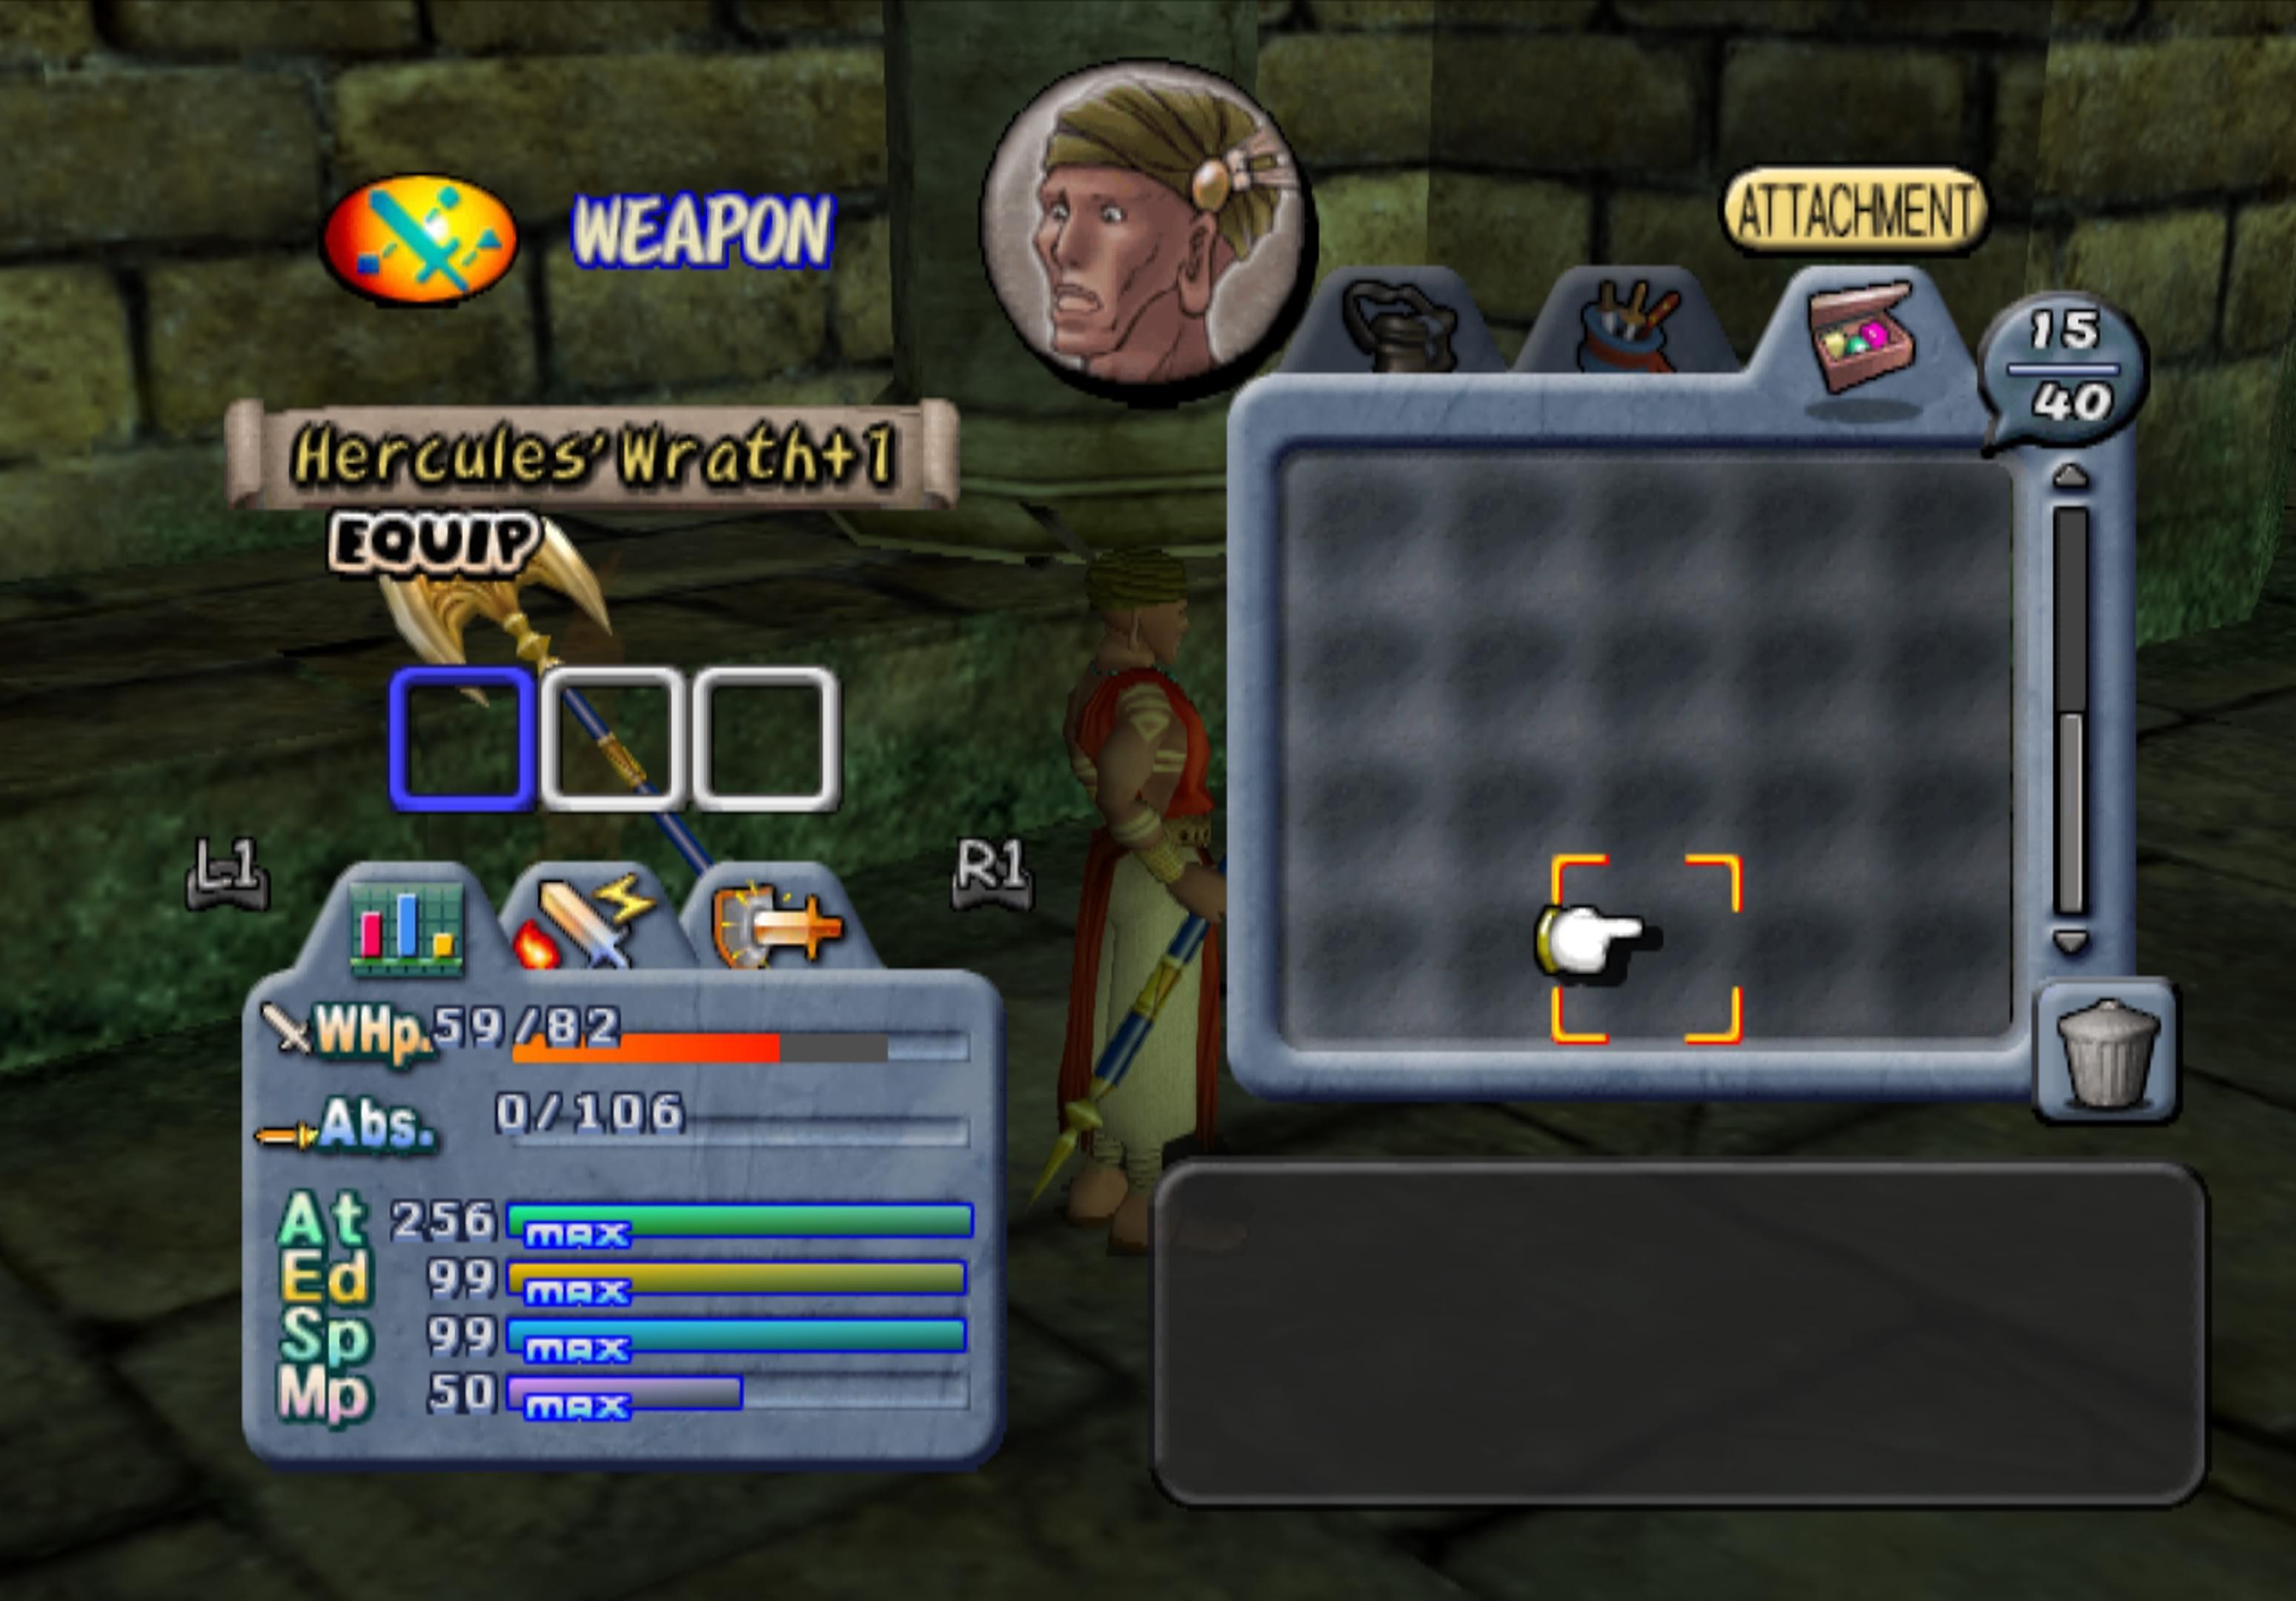 WEAPON
ATTACHMENT
15
40
Hercules' Wrath+1
EQUIP
L1
R1
WHp. 59/82
Abs. 0/106
At 256 max
Ed 99 max
Sp 99 max
Mp 50 max